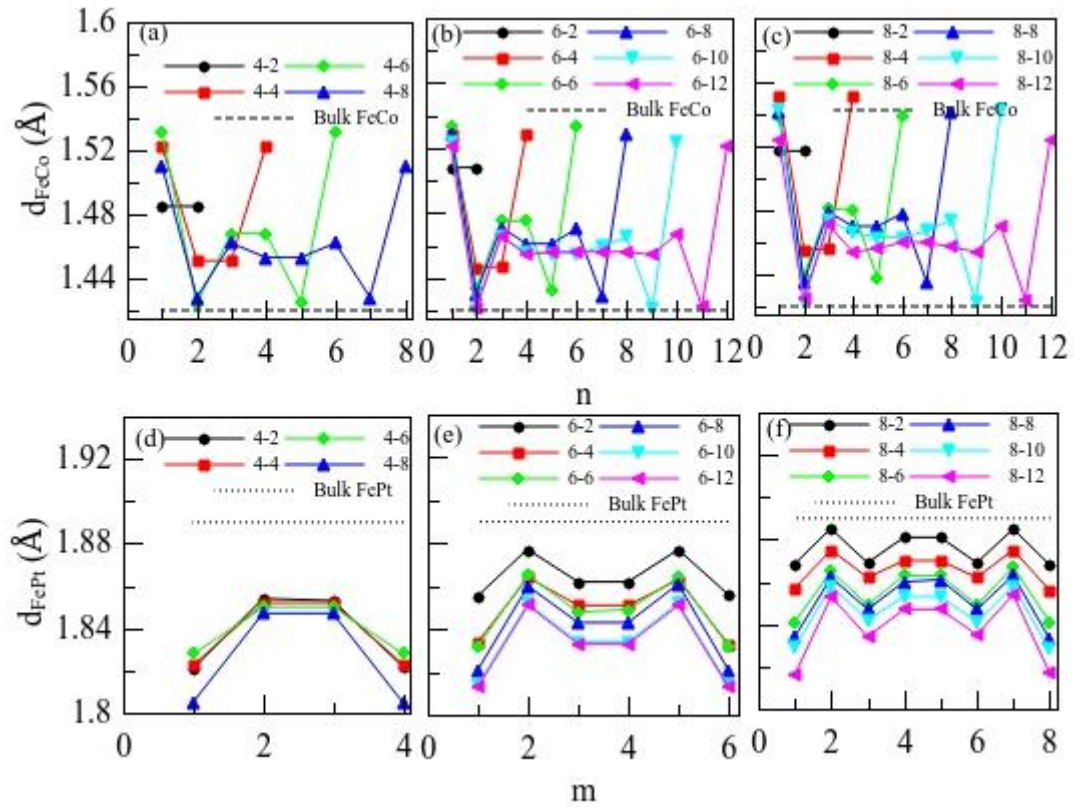 1.6
1.56
1.52
1.48
1.44
d_FeCo (Å)
(a)
4-2 4-6
4-4 4-8
Bulk FeCo
0 2 4 6 8
(b)
6-2 6-8
6-4 6-10
6-6 6-12
Bulk FeCo
0 2 4 6 8 10 12
(c)
8-2 8-8
8-4 8-10
8-6 8-12
Bulk FeCo
0 2 4 6 8 10 12
n
1.92
1.88
1.84
1.8
d_FePt (Å)
(d)
4-2 4-6
4-4 4-8
Bulk FePt
0 2 4
(e)
6-2 6-8
6-4 6-10
6-6 6-12
Bulk FePt
0 2 4 6
(f)
8-2 8-8
8-4 8-10
8-6 8-12
Bulk FePt
0 2 4 6 8
m